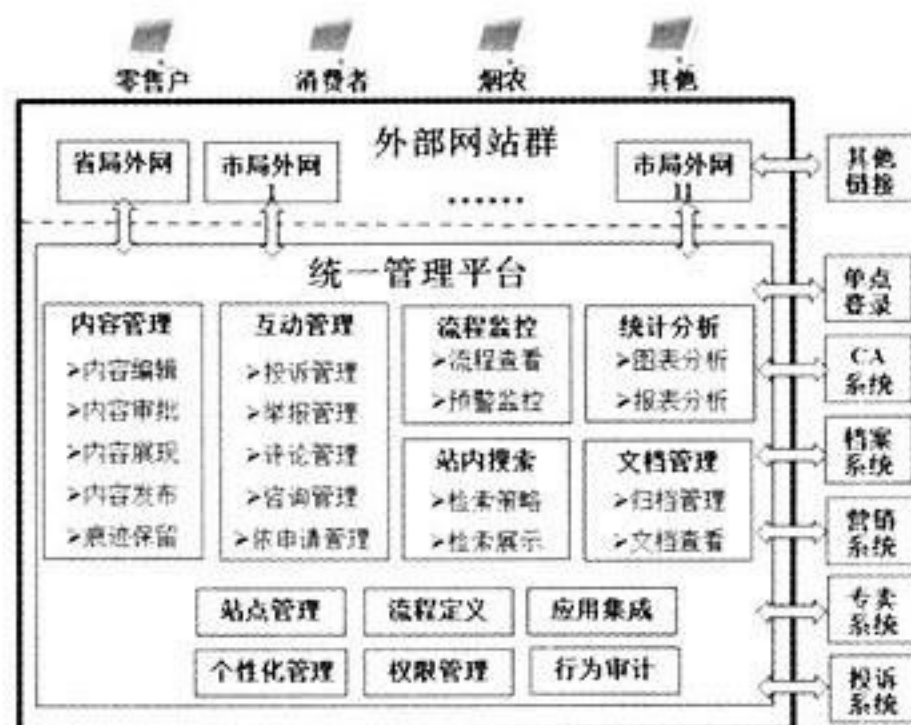 零售户 消费者 烟农 其他
外部网站群
省局外网 市局外网 市局外网
1 11
……
其他
链接
统一管理平台
单点
登录
内容管理 互动管理 流程监控 统计分析
>内容编辑 >投诉管理 >流程查看 >图表分析
CA
系统
>内容审批 >举报管理 >预警监控 >报表分析
档案
系统
>内容展现 >评论管理 站内搜索 文档管理
>内容发布 >咨询管理 >检索策略 >归档管理
营销
系统
>痕迹保留 >依申请管理 >检索展示 >文档查看
站点管理 流程定义 应用集成
专卖
系统
个性化管理 权限管理 行为审计
投诉
系统